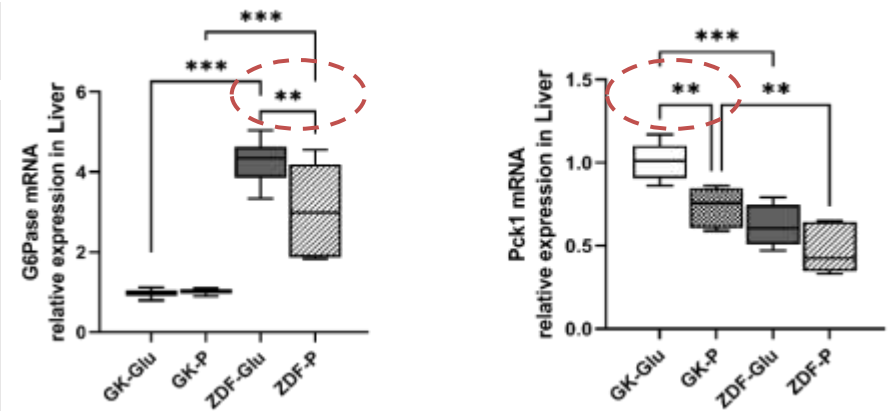 ***
***
**
G6Pase mRNA
relative expression in Liver
6
4
2
0
GK-Glu
GK-P
ZDF-Glu
ZDF-P
***
**
**
Pck1 mRNA
relative expression in Liver
1.5
1.0
0.5
0.0
GK-Glu
GK-P
ZDF-Glu
ZDF-P